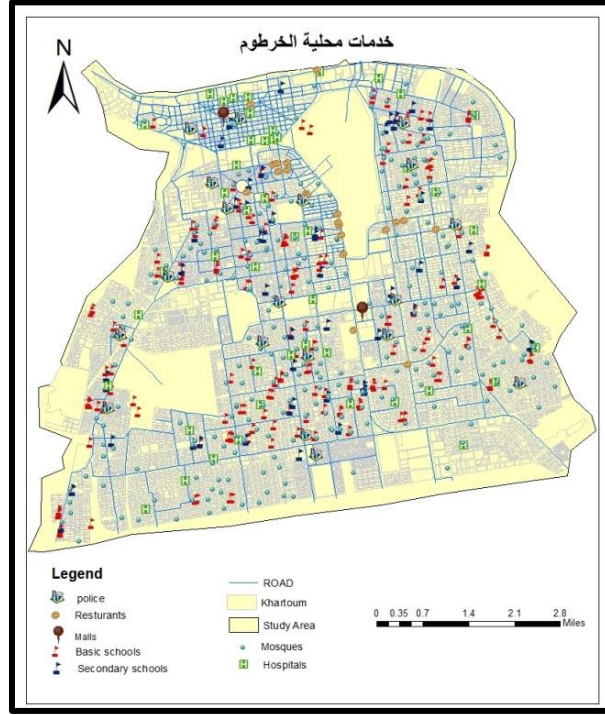 خدمات محلية الخرطوم
N
Legend
police
Resturants
Malls
Basic schools
Secondary schools
ROAD
Khartoum
Study Area
Mosques
H Hospitals
0 0.35 0.7 1.4 2.1 2.8
Miles